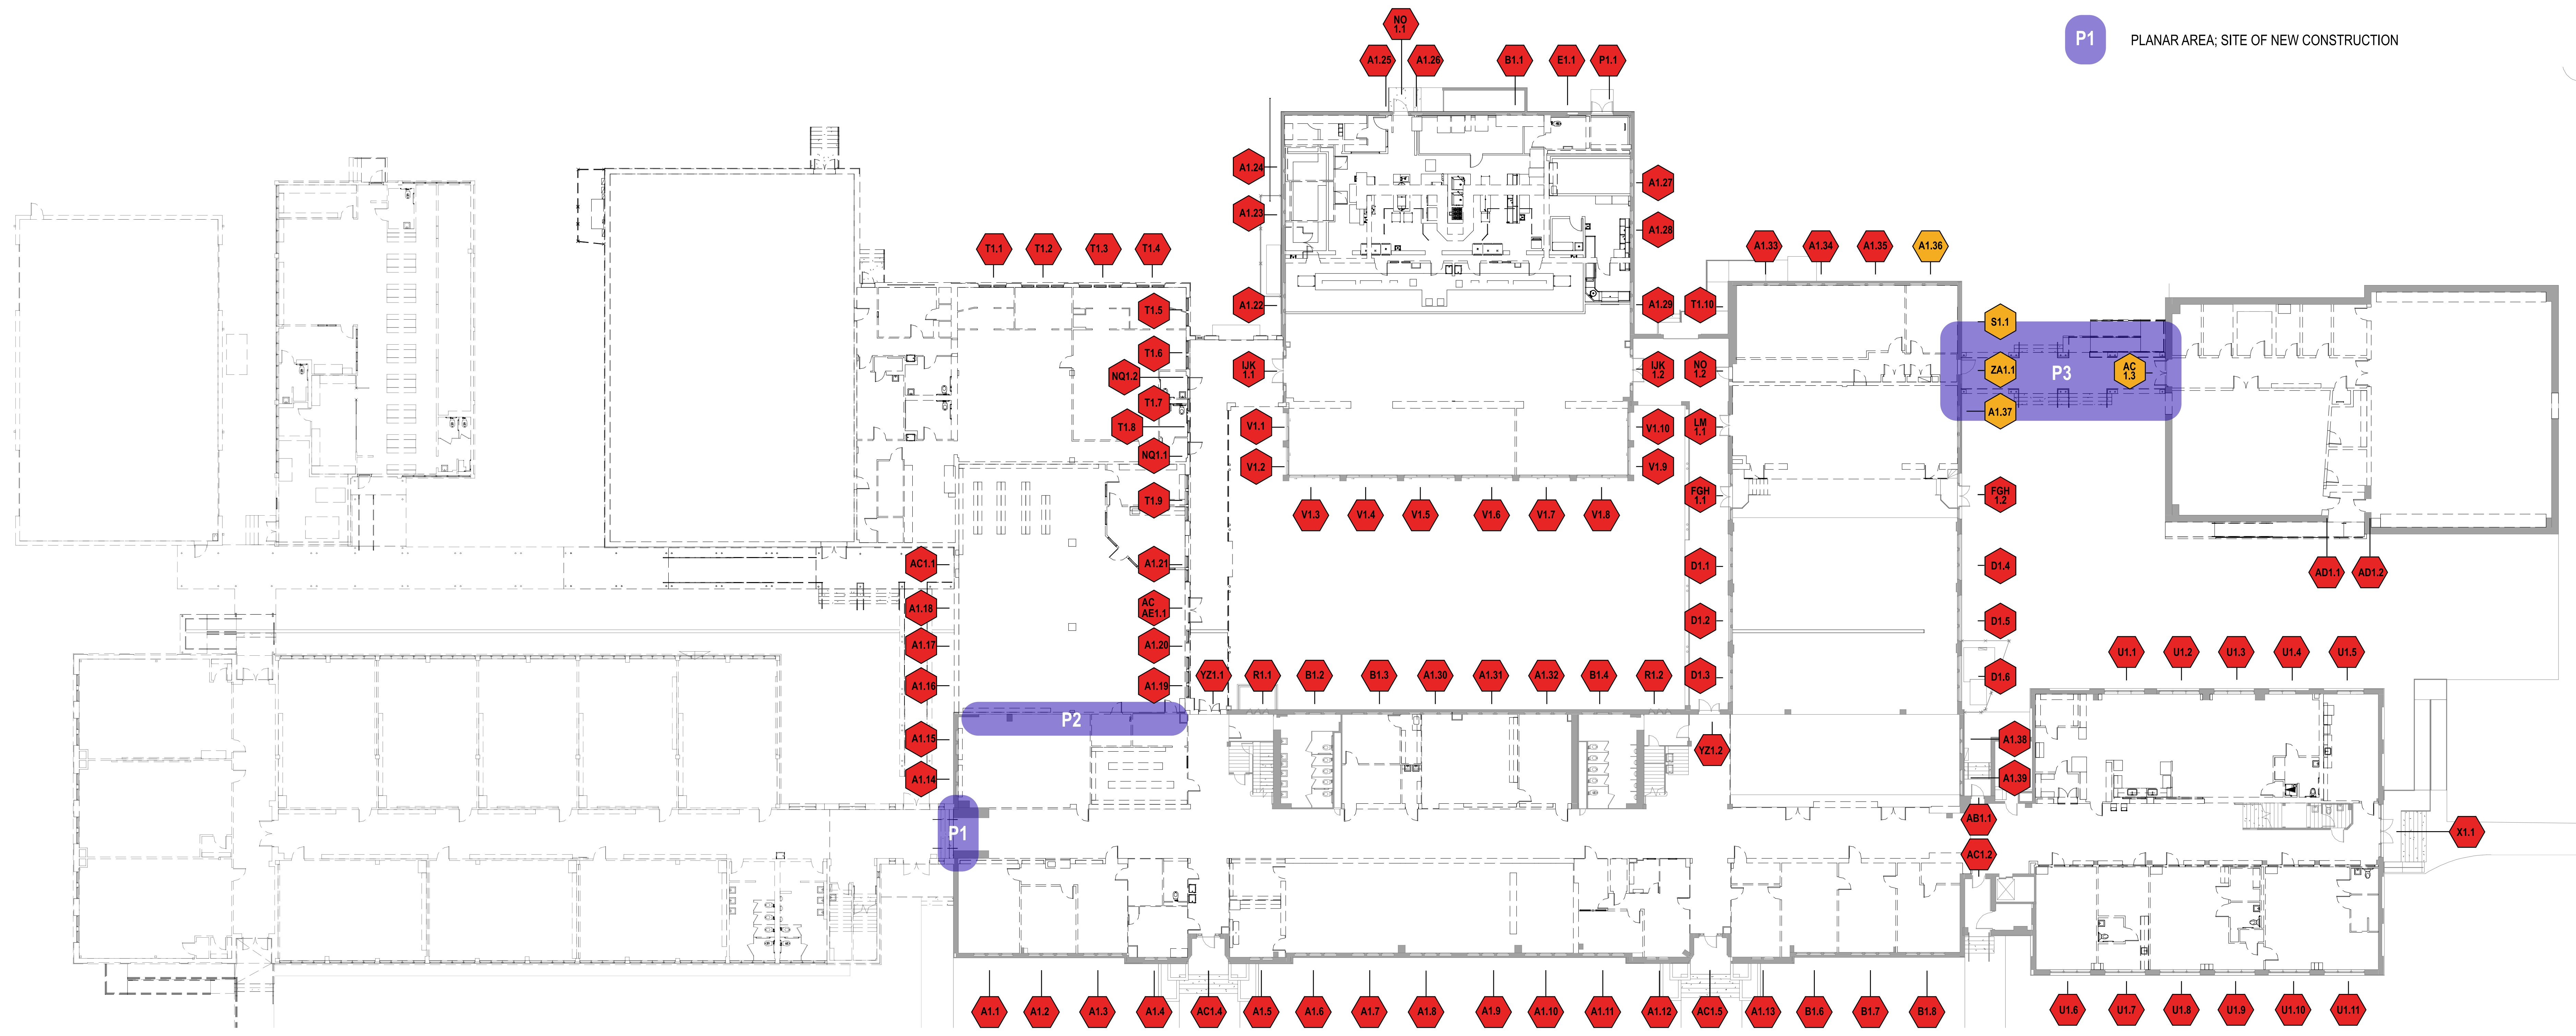 NO
1.1
P1 PLANAR AREA; SITE OF NEW CONSTRUCTION
A1.25 A1.26 B1.1 E1.1 P1.1
A1.24 A1.27
A1.23 A1.28
T1.1 T1.2 T1.3 T1.4 A1.33 A1.34 A1.35 A1.36
T1.5 A1.22 A1.29 T1.10
S1.1
T1.6
NQ1.2
IJK
1.1
IJK
1.2
NO
1.2
ZA1.1 P3
AC
1.3
T1.7 A1.37
T1.8 V1.1 V1.10
LM
1.1
NQ1.1 V1.2 V1.9
T1.9
FGH
1.1
FGH
1.2
V1.3 V1.4 V1.5 V1.6 V1.7 V1.8
AC1.1 A1.21 D1.1 D1.4
AD1.1 AD1.2
A1.18
AC
AE1.1
D1.2 D1.5
A1.17 A1.20 U1.1 U1.2 U1.3 U1.4 U1.5
A1.16 A1.19 YZ1.1 R1.1 B1.2 B1.3 A1.30 A1.31 A1.32 B1.4 R1.2 D1.3 D1.6
P2
A1.15 YZ1.2 A1.38
A1.14 A1.39
P1 AB1.1 X1.1
AC1.2
A1.1 A1.2 A1.3 A1.4 AC1.4 A1.5 A1.6 A1.7 A1.8 A1.9 A1.10 A1.11 A1.12 AC1.5 A1.13 B1.6 B1.7 B1.8 U1.6 U1.7 U1.8 U1.9 U1.10 U1.11